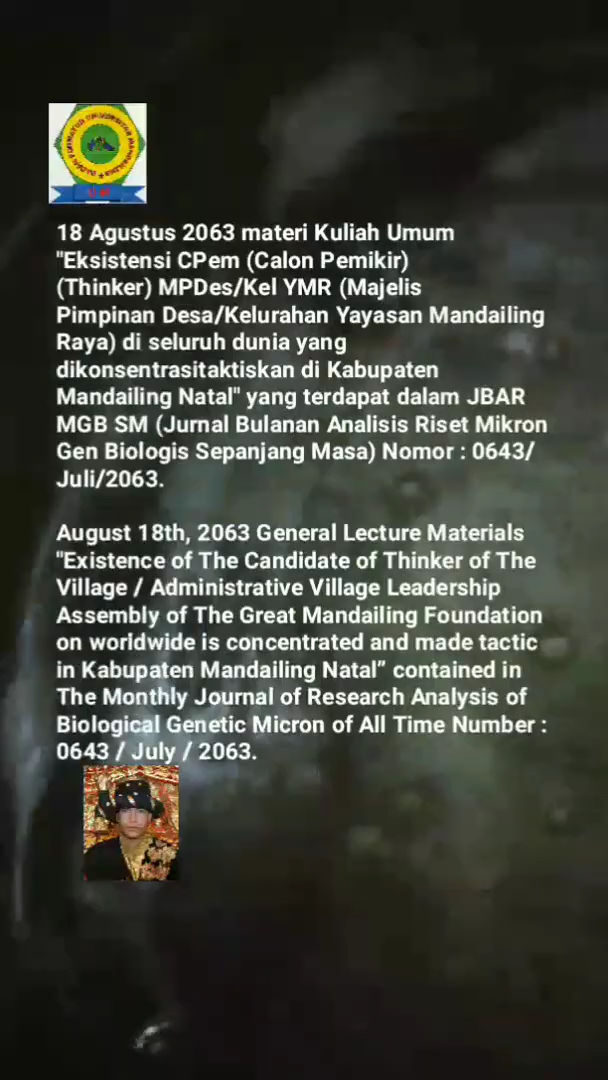 18 Agustus 2063 materi Kuliah Umum
"Eksistensi CPem (Calon Pemikir)
(Thinker) MPDes/Kel YMR (Majelis
Pimpinan Desa/Kelurahan Yayasan Mandailing
Raya) di seluruh dunia yang
dikonsentrasitaktiskan di Kabupaten
Mandailing Natal" yang terdapat dalam JBAR
MGB SM (Jurnal Bulanan Analisis Riset Mikron
Gen Biologis Sepanjang Masa) Nomor : 0643/
Juli/2063.
August 18th, 2063 General Lecture Materials
"Existence of The Candidate of Thinker of The
Village / Administrative Village Leadership
Assembly of The Great Mandailing Foundation
on worldwide is concentrated and made tactic
in Kabupaten Mandailing Natal” contained in
The Monthly Journal of Research Analysis of
Biological Genetic Micron of All Time Number :
0643 / July / 2063.